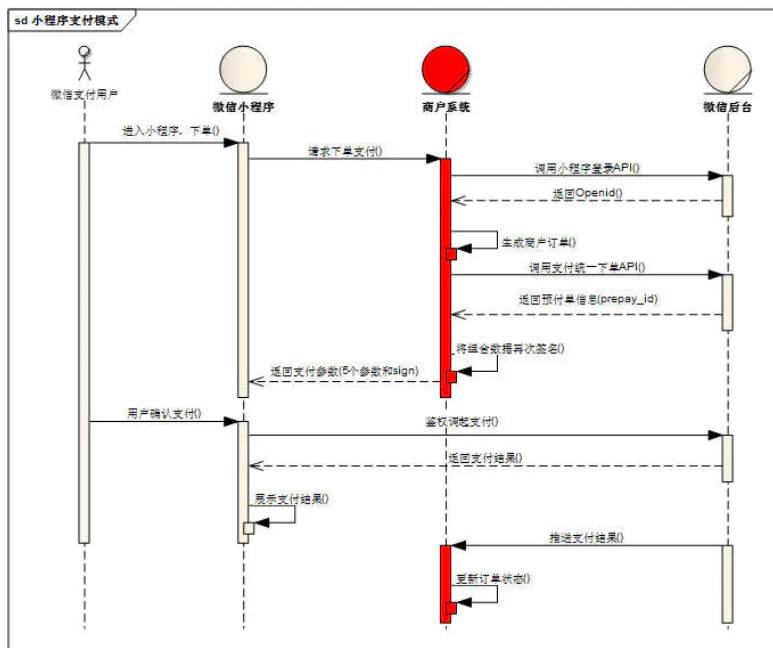 sd 小程序支付模式
微信支付用户
微信小程序
商户系统
微信后台
进入小程序，下单()
请求下单支付()
调用小程序登录API()
返回Openid()
生成商户订单()
调用支付统一下单API()
返回预付单信息(prepay_id)
将组合数据再次签名()
返回支付参数(5个参数和sign)
用户确认支付()
鉴权调起支付()
返回支付结果()
展示支付结果()
推送支付结果()
更新订单状态()